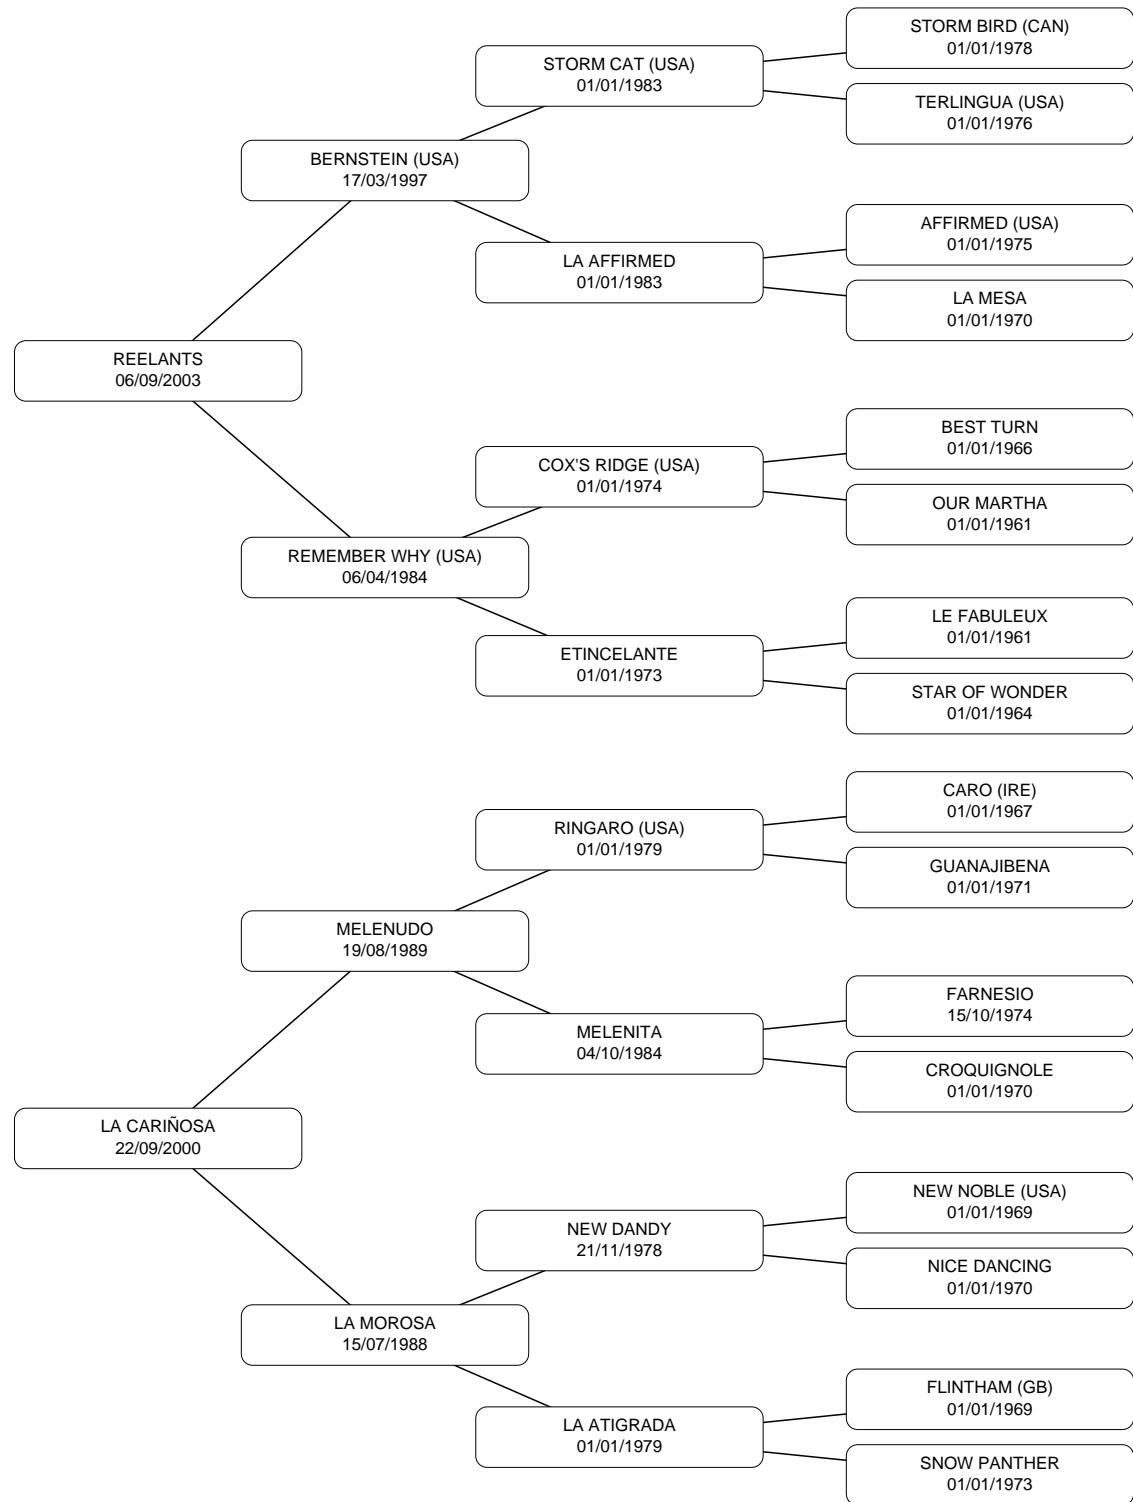 STORM BIRD (CAN)
01/01/1978
STORM CAT (USA)
01/01/1983
TERLINGUA (USA)
01/01/1976
BERNSTEIN (USA)
17/03/1997
AFFIRMED (USA)
01/01/1975
LA AFFIRMED
01/01/1983
LA MESA
01/01/1970
REELANTS
06/09/2003
BEST TURN
01/01/1966
COX'S RIDGE (USA)
01/01/1974
OUR MARTHA
01/01/1961
REMEMBER WHY (USA)
06/04/1984
LE FABULEUX
01/01/1961
ETINCELANTE
01/01/1973
STAR OF WONDER
01/01/1964
CARO (IRE)
01/01/1967
RINGARO (USA)
01/01/1979
GUANAJIBENA
01/01/1971
MELENUDO
19/08/1989
FARNESIO
15/10/1974
MELENITA
04/10/1984
CROQUIGNOLE
01/01/1970
LA CARIÑOSA
22/09/2000
NEW NOBLE (USA)
01/01/1969
NEW DANDY
21/11/1978
NICE DANCING
01/01/1970
LA MOROSA
15/07/1988
FLINTHAM (GB)
01/01/1969
LA ATIGRADA
01/01/1979
SNOW PANTHER
01/01/1973